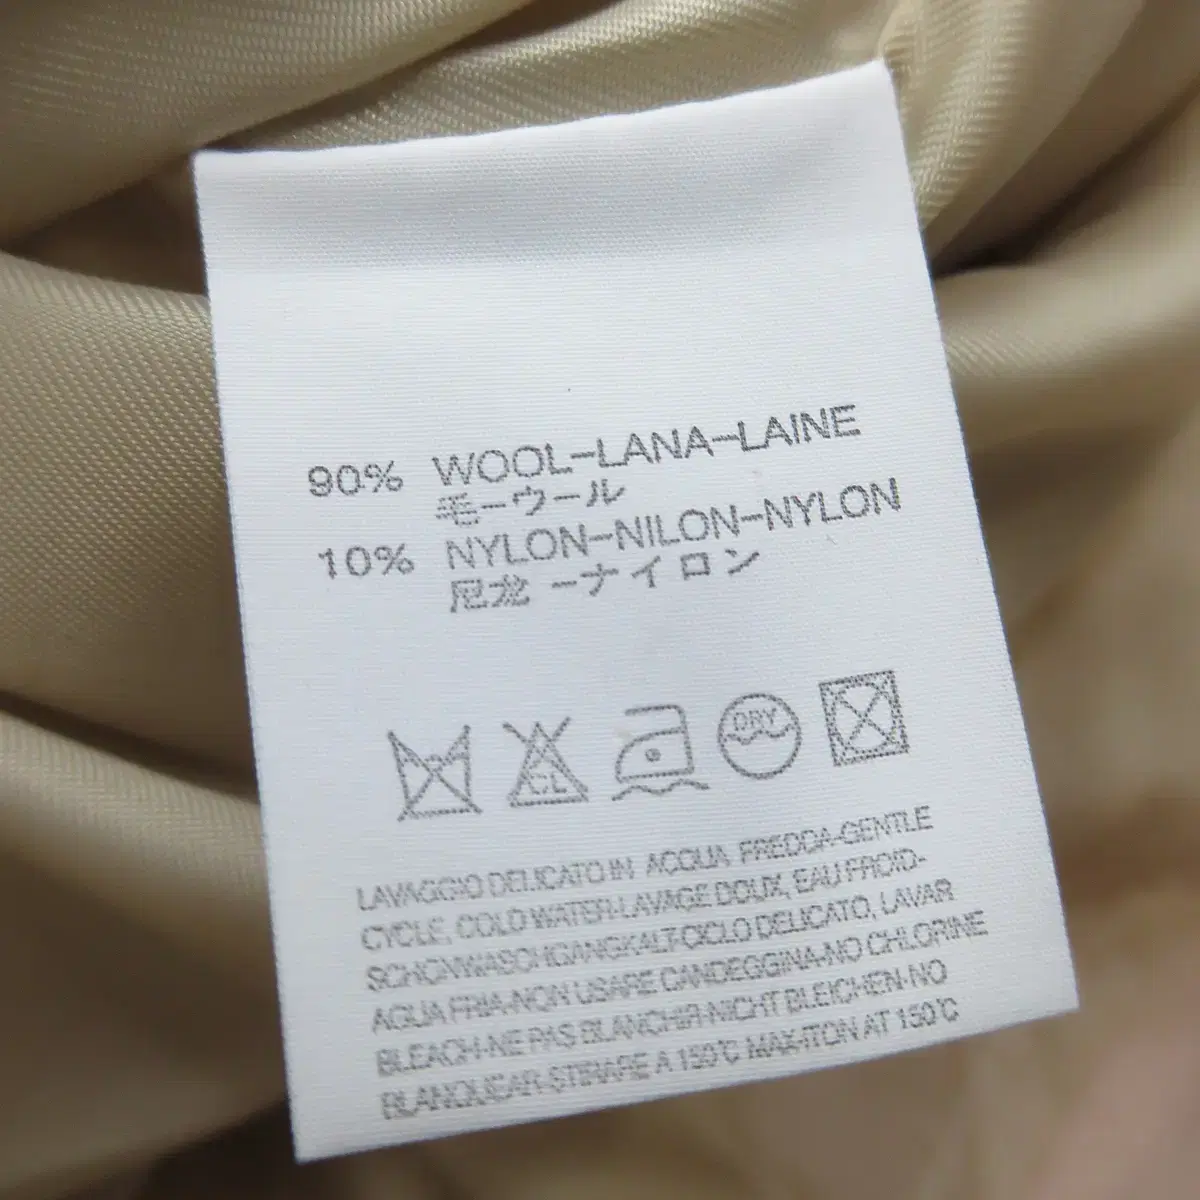 90% WOOL-LANA-LAINE
毛-ウール
10% NYLON-NILON-NYLON
尼龙 -ナイロン
CL
DRY
LAVAGGIO DELICATO IN ACQUA FREDDA-GENTLE
CYCLE, COLD WATER-LAVAGE DOUX, EAU FROID-
SCHONWASCHGANGKALT-CICLO DELICATO, LAVAR
AGUA FRIA-NON USARE CANDEGGINA-NO CHLORINE
BLEACH-NE PAS BLANCHIR-NICHT BLEICHEN-NO
BLANQUEAR-STIRARE A 150℃ MAX-ITON AT 150℃